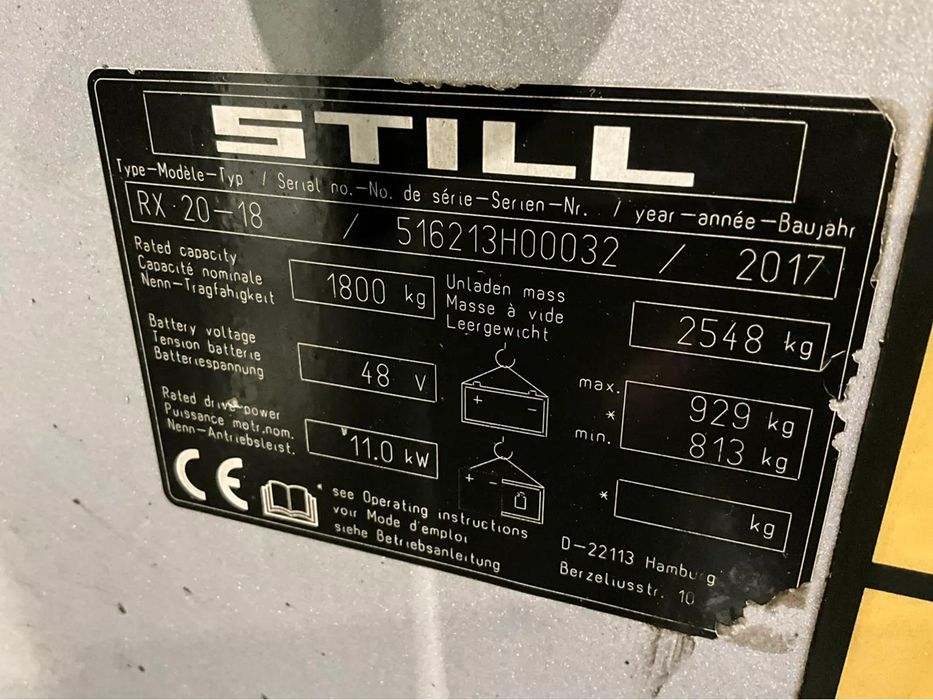 STILL
Type-Modèle-Typ / Serial no.-No. de série-Serien-Nr. / year-année-Baujahr
RX 20-18 / 516213H00032 / 2017
Rated capacity
Capacité nominale
Nenn-Tragfähigkeit
1800 kg
Unladen mass
Masse à vide
Leergewicht
2548 kg
Battery voltage
Tension batterie
Batteriespannung
48 V
+ -
max. 929 kg
*
min. 813 kg
Rated drive-power
Puissance motr.nom.
Nenn-Antriebsleist.
11.0 kW
+ -
* kg
CE
* see Operating instructions
voir Mode d'emploi
siehe Betriebsanleitung
D-22113 Hamburg
Berzeliusstr. 10